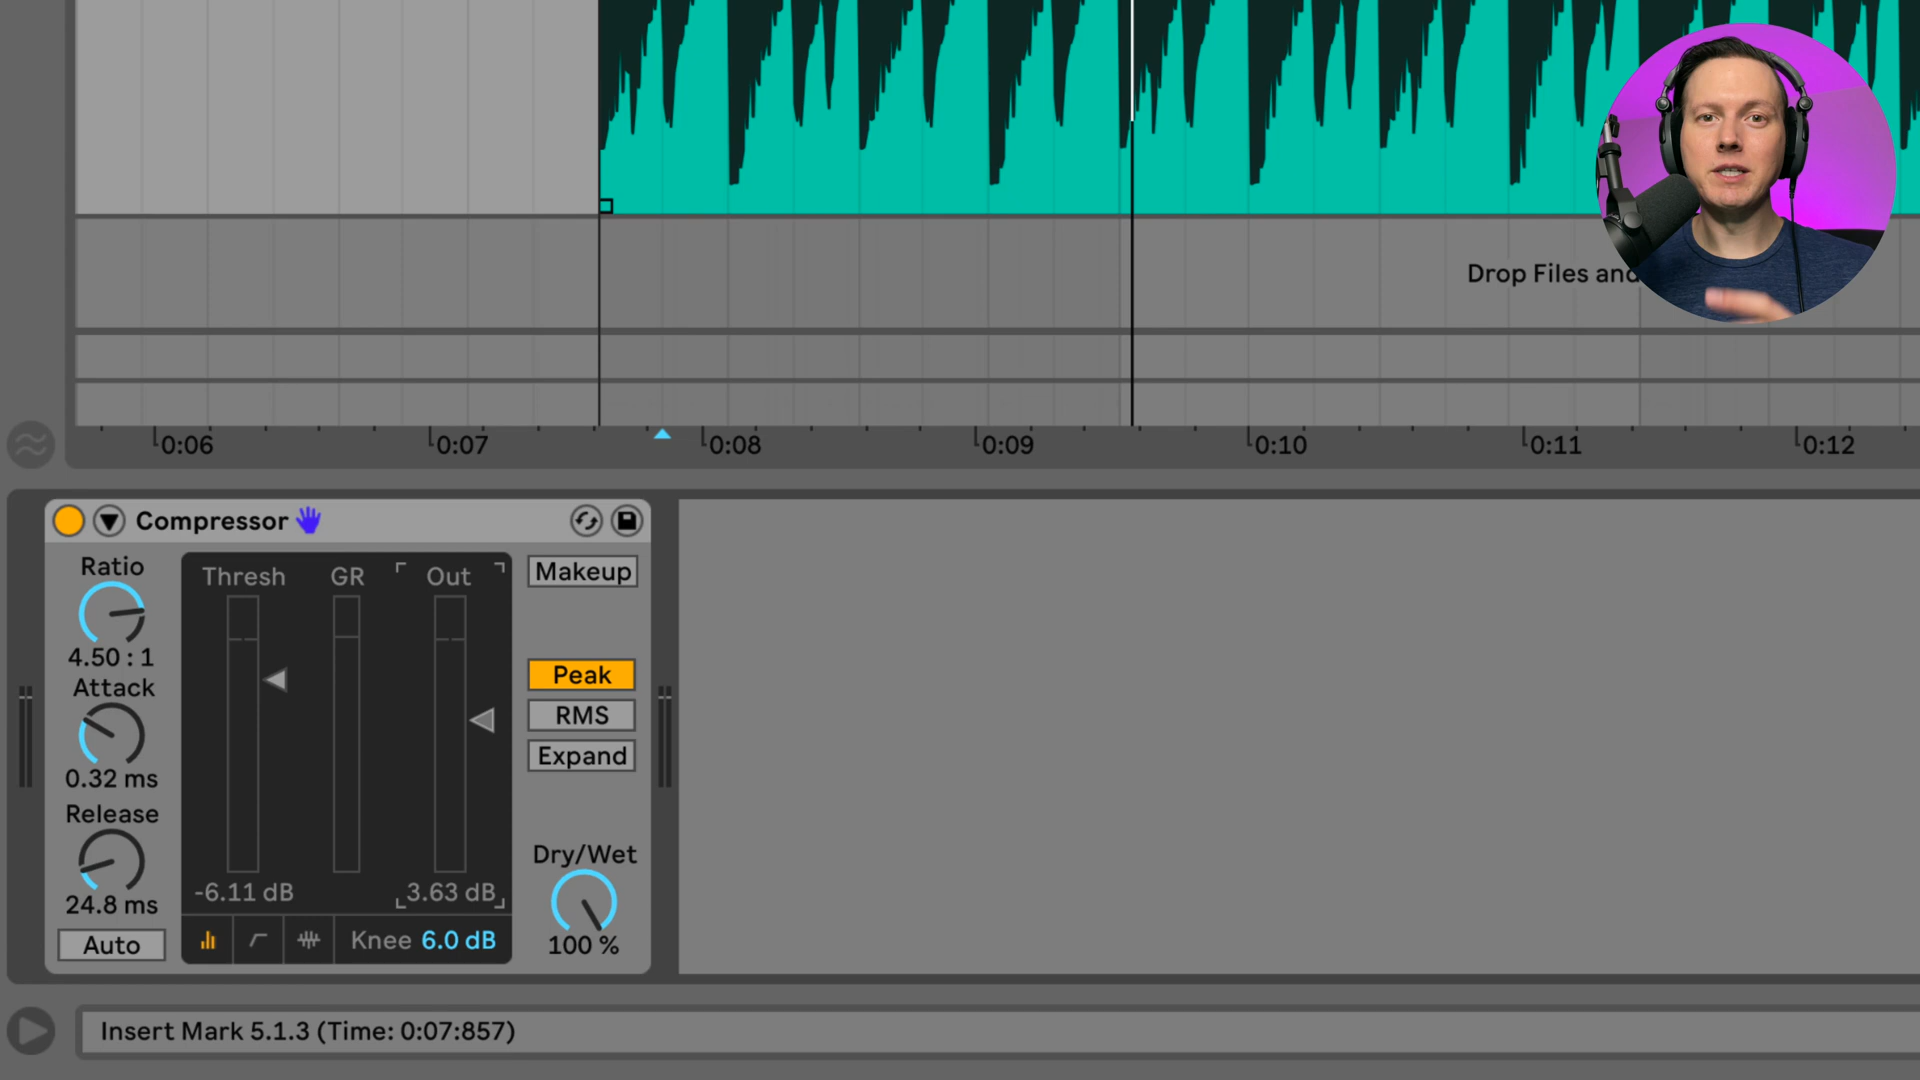 Drop Files and
0:06 0:07 0:08 0:09 0:10 0:11 0:12
Compressor
Ratio
4.50 : 1
Attack
0.32 ms
Release
24.8 ms
Auto
Thresh GR Out
-6.11 dB 3.63 dB
Knee 6.0 dB
Makeup
Peak
RMS
Expand
Dry/Wet
100 %
Insert Mark 5.1.3 (Time: 0:07:857)